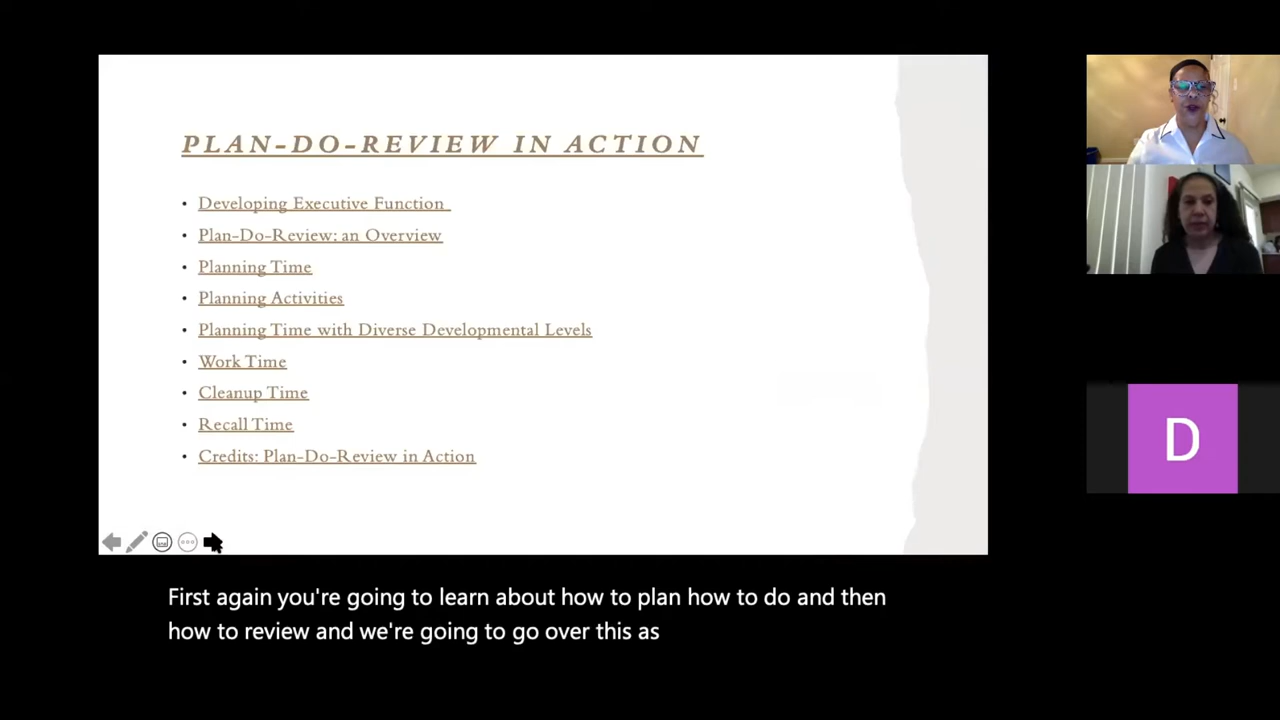 PLAN-DO-REVIEW IN ACTION
• Developing Executive Function
• Plan-Do-Review: an Overview
• Planning Time
• Planning Activities
• Planning Time with Diverse Developmental Levels
• Work Time
• Cleanup Time
• Recall Time
• Credits: Plan-Do-Review in Action
D
First again you're going to learn about how to plan how to do and then
how to review and we're going to go over this as